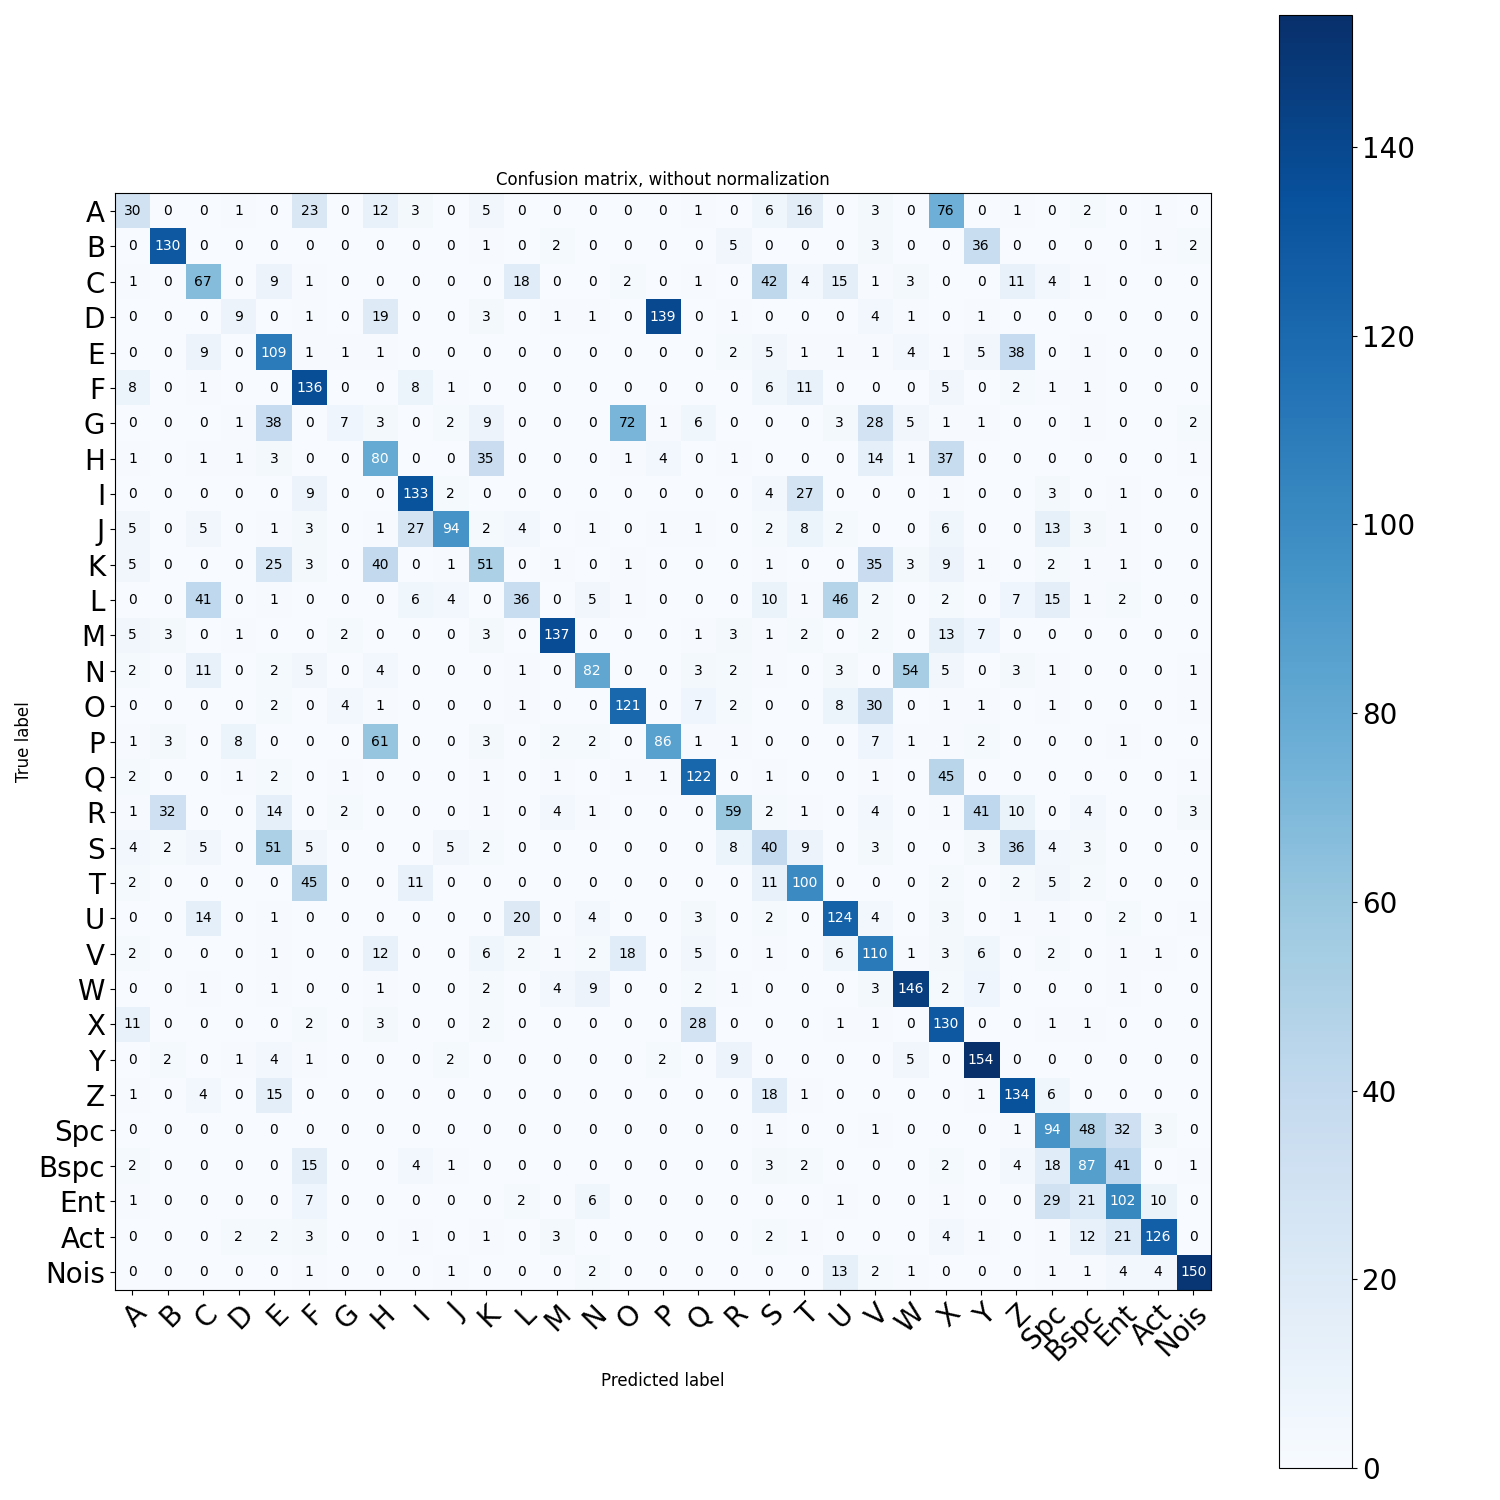 Confusion matrix, without normalization
A 30 0 0 1 0 23 0 12 3 0 5 0 0 0 0 0 1 0 6 16 0 3 0 76 0 1 0 2 0 1 0
B 0 130 0 0 0 0 0 0 0 0 1 0 2 0 0 0 0 5 0 0 0 3 0 0 36 0 0 0 0 1 2
C 1 0 67 0 9 1 0 0 0 0 0 18 0 0 2 0 1 0 42 4 15 1 3 0 0 11 4 1 0 0 0
D 0 0 0 9 0 1 0 19 0 0 3 0 1 1 0 139 0 1 0 0 0 4 1 0 1 0 0 0 0 0 0
E 0 0 9 0 109 1 1 1 0 0 0 0 0 0 0 0 0 2 5 1 1 1 4 1 5 38 0 1 0 0 0
F 8 0 1 0 0 136 0 0 8 1 0 0 0 0 0 0 0 0 6 11 0 0 0 5 0 2 1 1 0 0 0
G 0 0 0 1 38 0 7 3 0 2 9 0 0 0 72 1 6 0 0 0 3 28 5 1 1 0 0 1 0 0 2
H 1 0 1 1 3 0 0 80 0 0 35 0 0 0 1 4 0 1 0 0 0 14 1 37 0 0 0 0 0 0 1
I 0 0 0 0 0 9 0 0 133 2 0 0 0 0 0 0 0 0 4 27 0 0 0 1 0 0 3 0 1 0 0
J 5 0 5 0 1 3 0 1 27 94 2 4 0 1 0 1 1 0 2 8 2 0 0 6 0 0 13 3 1 0 0
K 5 0 0 0 25 3 0 40 0 1 51 0 1 0 1 0 0 0 1 0 0 35 3 9 1 0 2 1 1 0 0
L 0 0 41 0 1 0 0 0 6 4 0 36 0 5 1 0 0 0 10 1 46 2 0 2 0 7 15 1 2 0 0
M 5 3 0 1 0 0 2 0 0 0 3 0 137 0 0 0 1 3 1 2 0 2 0 13 7 0 0 0 0 0 0
N 2 0 11 0 2 5 0 4 0 0 0 1 0 82 0 0 3 2 1 0 3 0 54 5 0 3 1 0 0 0 1
O 0 0 0 0 2 0 4 1 0 0 0 1 0 0 121 0 7 2 0 0 8 30 0 1 1 0 1 0 0 0 1
P 1 3 0 8 0 0 0 61 0 0 3 0 2 2 0 86 1 1 0 0 0 7 1 1 2 0 0 0 1 0 0
Q 2 0 0 1 2 0 1 0 0 0 1 0 1 0 1 1 122 0 1 0 0 1 0 45 0 0 0 0 0 0 1
R 1 32 0 0 14 0 2 0 0 0 1 0 4 1 0 0 0 59 2 1 0 4 0 1 41 10 0 4 0 0 3
S 4 2 5 0 51 5 0 0 0 5 2 0 0 0 0 0 0 8 40 9 0 3 0 0 3 36 4 3 0 0 0
T 2 0 0 0 0 45 0 0 11 0 0 0 0 0 0 0 0 0 11 100 0 0 0 2 0 2 5 2 0 0 0
U 0 0 14 0 1 0 0 0 0 0 0 20 0 4 0 0 3 0 2 0 124 4 0 3 0 1 1 0 2 0 1
V 2 0 0 0 1 0 0 12 0 0 6 2 1 2 18 0 5 0 1 0 6 110 1 3 6 0 2 0 1 1 0
W 0 0 1 0 1 0 0 1 0 0 2 0 4 9 0 0 2 1 0 0 0 3 146 2 7 0 0 0 1 0 0
X 11 0 0 0 0 2 0 3 0 0 2 0 0 0 0 0 28 0 0 0 1 1 0 130 0 0 1 1 0 0 0
Y 0 2 0 1 4 1 0 0 0 2 0 0 0 0 0 2 0 9 0 0 0 0 5 0 154 0 0 0 0 0 0
Z 1 0 4 0 15 0 0 0 0 0 0 0 0 0 0 0 0 0 18 1 0 0 0 0 1 134 6 0 0 0 0
Spc 0 0 0 0 0 0 0 0 0 0 0 0 0 0 0 0 0 0 1 0 0 1 0 0 0 1 94 48 32 3 0
Bspc 2 0 0 0 0 15 0 0 4 1 0 0 0 0 0 0 0 0 3 2 0 0 0 2 0 4 18 87 41 0 1
Ent 1 0 0 0 0 7 0 0 0 0 0 2 0 6 0 0 0 0 0 0 1 0 0 1 0 0 29 21 102 10 0
Act 0 0 0 2 2 3 0 0 1 0 1 0 3 0 0 0 0 0 2 1 0 0 0 4 1 0 1 12 21 126 0
Nois 0 0 0 0 0 1 0 0 0 1 0 0 0 2 0 0 0 0 0 0 13 2 1 0 0 0 1 1 4 4 150
A B C D E F G H I J K L M N O P Q R S T U V W X Y Z Spc Bspc Ent Act Nois
True label
Predicted label
140
120
100
80
60
40
20
0